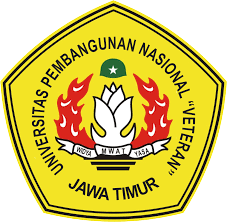 UNIVERSITAS PEMBANGUNAN NASIONAL "VETERAN"
WIDYA MWAT YASA
JAWA TIMUR